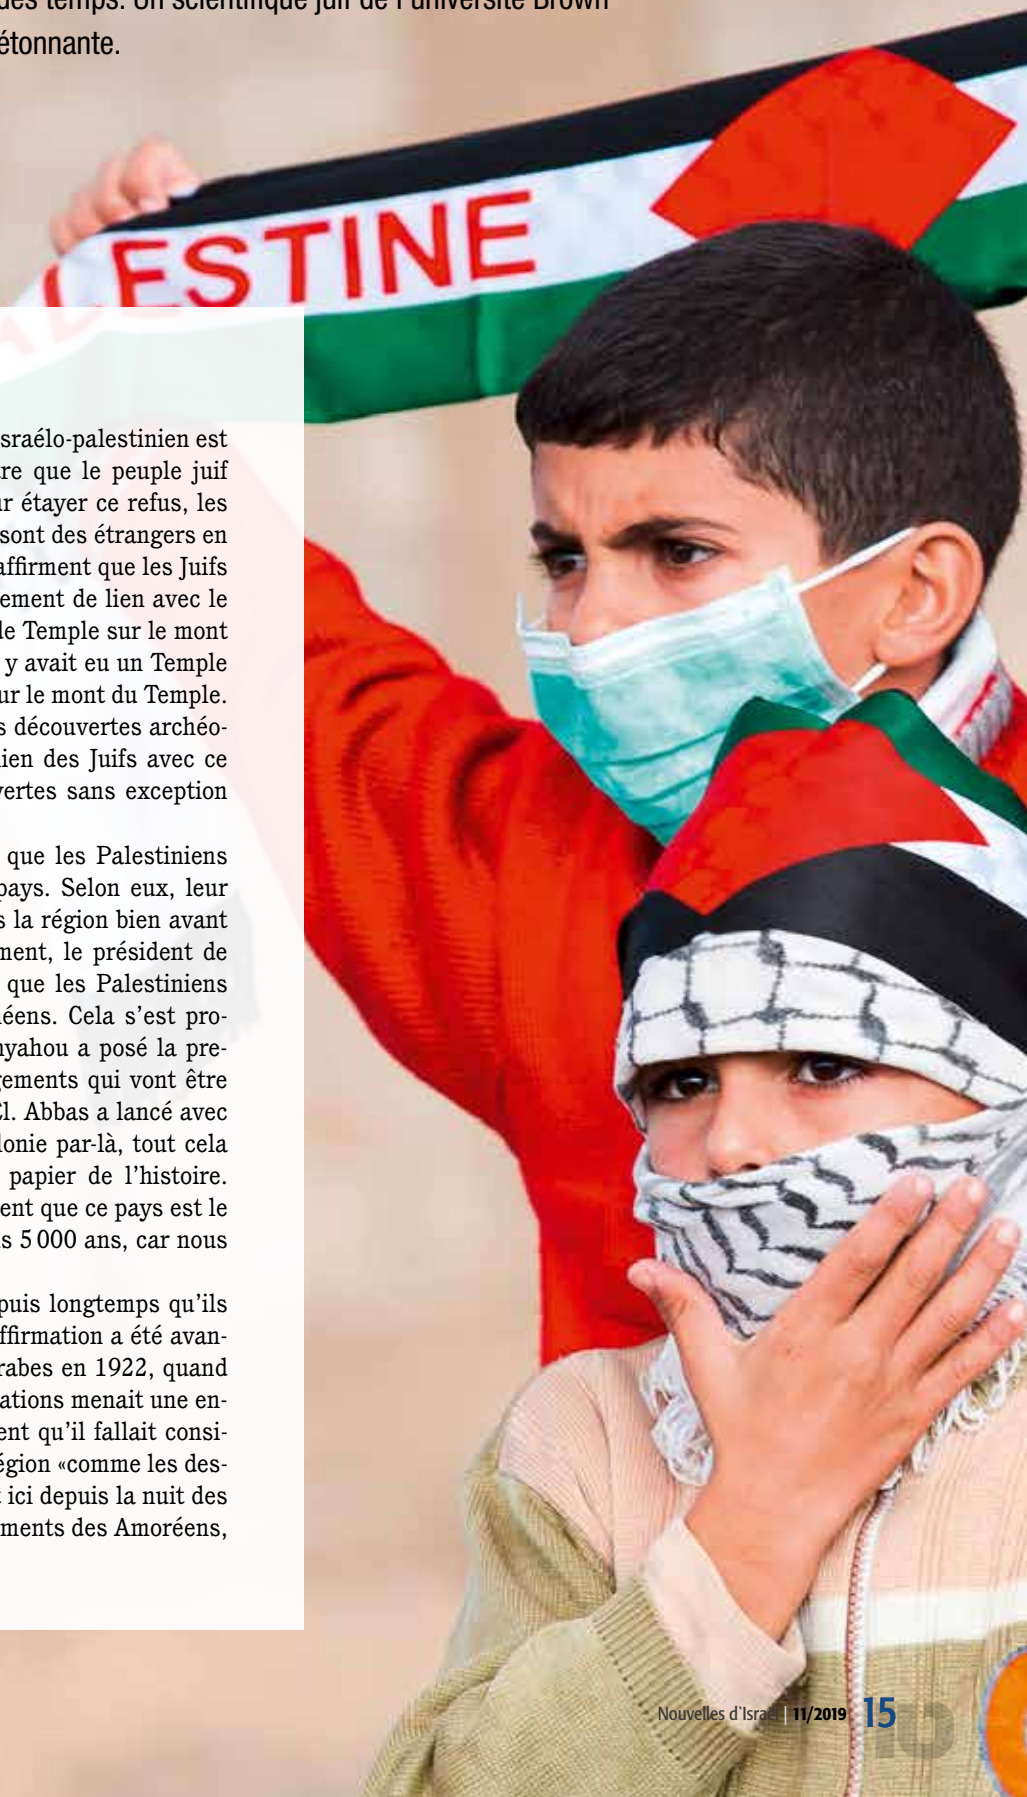 des temps. Un scientifique juif de l'université Brown
étonnante.
PALESTINE
sraélo-palestinien est
re que le peuple juif
r étayer ce refus, les
sont des étrangers en
affirment que les Juifs
ement de lien avec le
de Temple sur le mont
y avait eu un Temple
ur le mont du Temple.
s découvertes archéo-
ien des Juifs avec ce
vertes sans exception
que les Palestiniens
pays. Selon eux, leur
s la région bien avant
ment, le président de
que les Palestiniens
néens. Cela s'est pro-
nyahou a posé la pre-
gements qui vont être
El. Abbas a lancé avec
lonie par-là, tout cela
papier de l'histoire.
ent que ce pays est le
s 5 000 ans, car nous
puis longtemps qu'ils
ffirmation a été avan-
rabes en 1922, quand
ations menait une en-
ent qu'il fallait consi-
égion «comme les des-
t ici depuis la nuit des
ments des Amoréens,
Nouvelles d'Israël | 11/2019 15